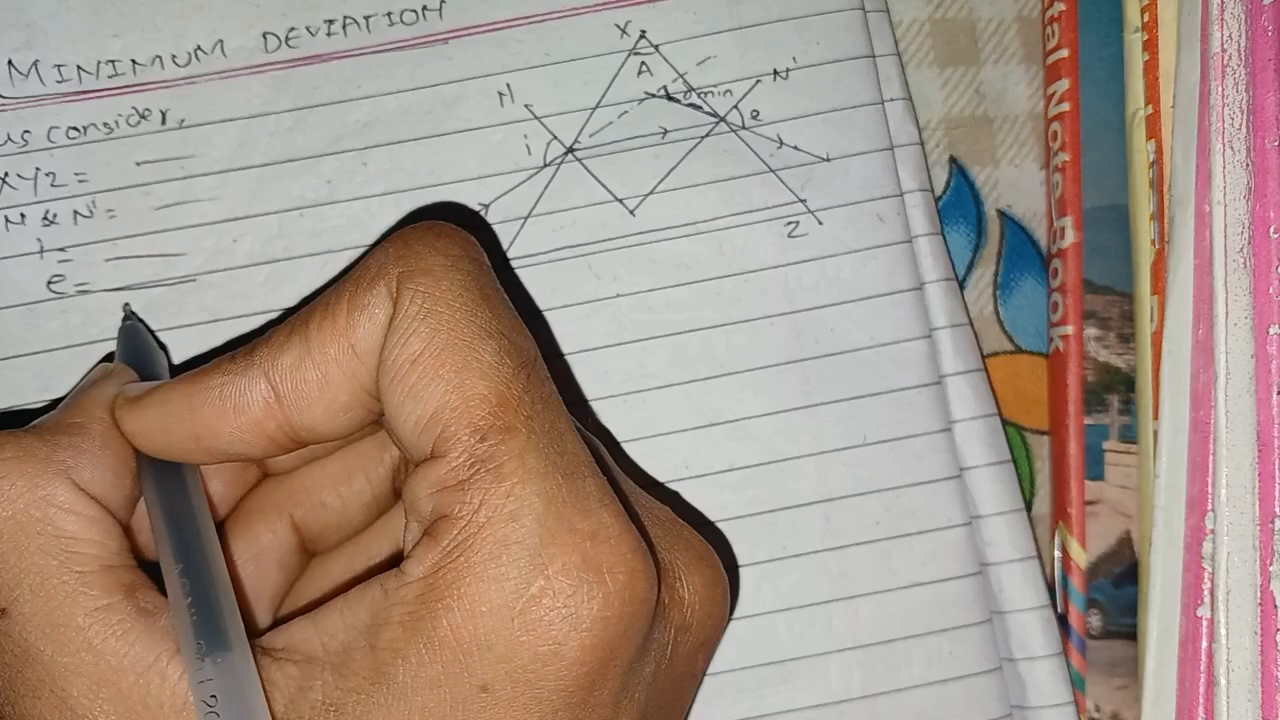 MINIMUM DEVIATION
us consider,
XYZ =
N & N' =
i =
e =
X
A
N
i
δmin
N'
e
Z
tal Note Book